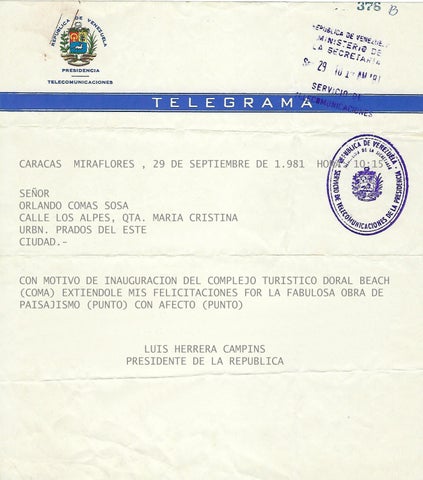 376 B
REPUBLICA DE VENEZUELA
PRESIDENCIA
TELECOMUNICACIONES
REPUBLICA DE VENEZUELA
MINISTERIO DE
LA SECRETARIA
29
SERVICIO DE
TELECOMUNICACIONES
TELEGRAMA
CARACAS MIRAFLORES , 29 DE SEPTIEMBRE DE 1.981 HORA 10:15
REPUBLICA DE VENEZUELA
SERVICIO DE TELECOMUNICACIONES DE LA PRESIDENCIA
SEÑOR
ORLANDO COMAS SOSA
CALLE LOS ALPES, QTA. MARIA CRISTINA
URBN. PRADOS DEL ESTE
CIUDAD.-
CON MOTIVO DE INAUGURACION DEL COMPLEJO TURISTICO DORAL BEACH
(COMA) EXTIENDOLE MIS FELICITACIONES FOR LA FABULOSA OBRA DE
PAISAJISMO (PUNTO) CON AFECTO (PUNTO)
LUIS HERRERA CAMPINS
PRESIDENTE DE LA REPUBLICA